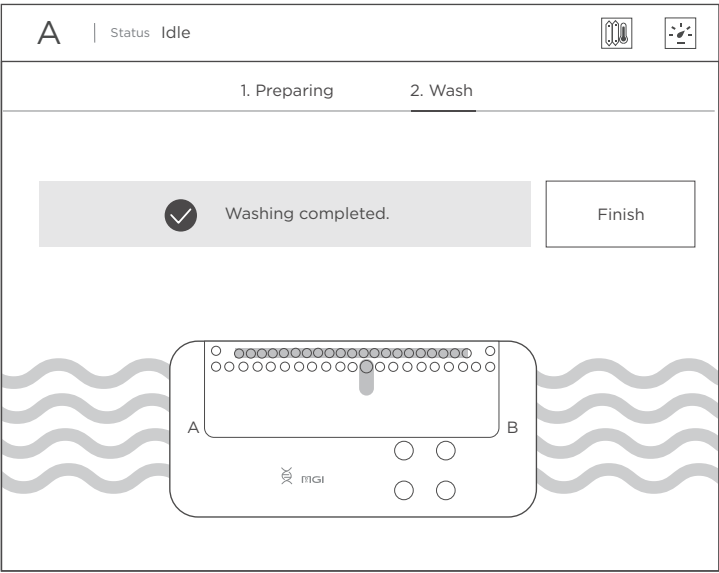 A Status Idle
1. Preparing 2. Wash
Washing completed. Finish
A B
MGI